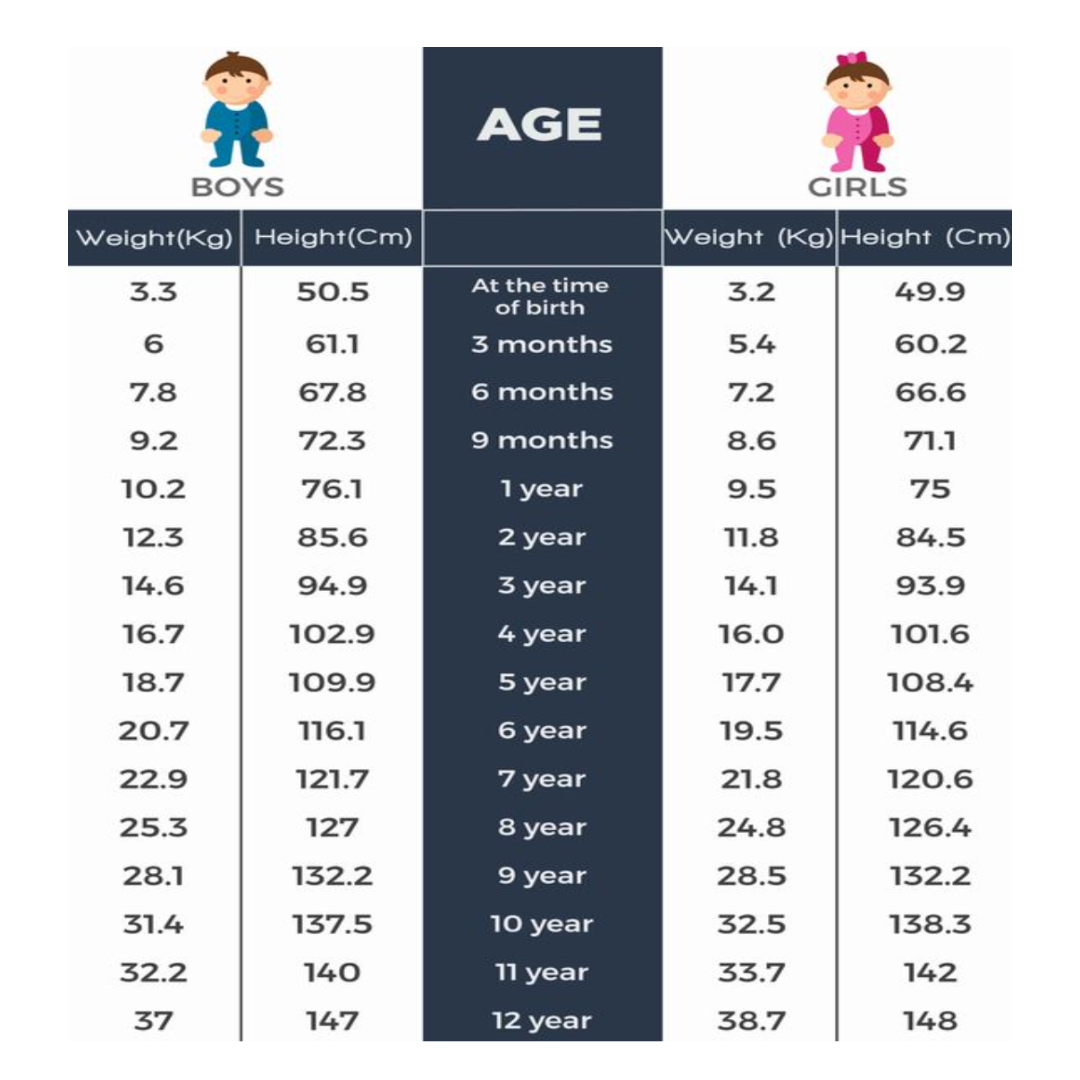 AGE
BOYS GIRLS
Weight(Kg) Height(Cm) Weight (Kg) Height (Cm)
3.3 50.5 At the time of birth 3.2 49.9
6 61.1 3 months 5.4 60.2
7.8 67.8 6 months 7.2 66.6
9.2 72.3 9 months 8.6 71.1
10.2 76.1 1 year 9.5 75
12.3 85.6 2 year 11.8 84.5
14.6 94.9 3 year 14.1 93.9
16.7 102.9 4 year 16.0 101.6
18.7 109.9 5 year 17.7 108.4
20.7 116.1 6 year 19.5 114.6
22.9 121.7 7 year 21.8 120.6
25.3 127 8 year 24.8 126.4
28.1 132.2 9 year 28.5 132.2
31.4 137.5 10 year 32.5 138.3
32.2 140 11 year 33.7 142
37 147 12 year 38.7 148